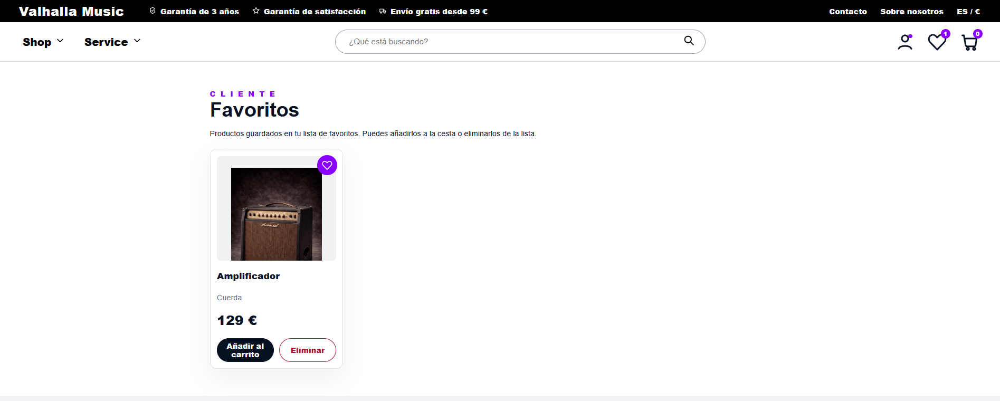 Valhalla Music
Garantía de 3 años
Garantía de satisfacción
Envío gratis desde 99 €
Contacto
Sobre nosotros
ES / €
Shop
Service
¿Qué está buscando?
1
0
CLIENTE
Favoritos
Productos guardados en tu lista de favoritos. Puedes añadirlos a la cesta o eliminarlos de la lista.
Acoustic
Amplificador
Cuerda
129 €
Añadir al
carrito
Eliminar